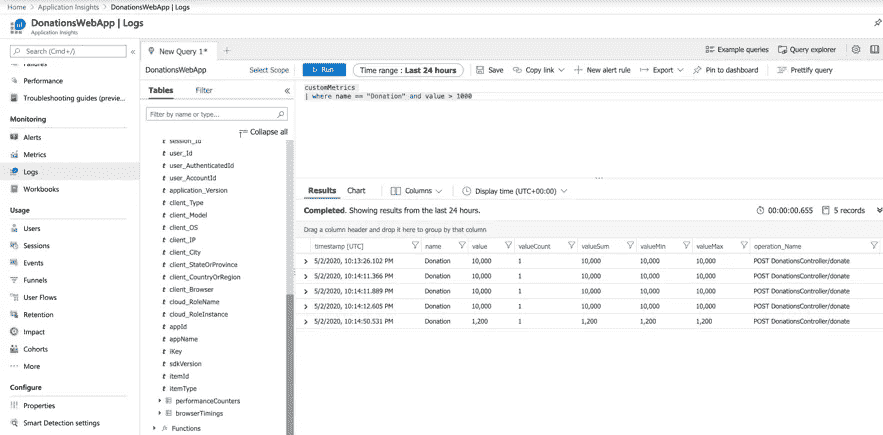 Home > Application Insights > DonationsWebApp | Logs
DonationsWebApp | Logs
Application Insights
Search (Cmd+/)
Failures
Performance
Troubleshooting guides (previe...
Monitoring
Alerts
Metrics
Logs
Workbooks
Usage
Users
Sessions
Events
Funnels
User Flows
Retention
Impact
Cohorts
More
Configure
Properties
Smart Detection settings
New Query 1*
Example queries
Query explorer
DonationsWebApp
Select Scope
Run
Time range : Last 24 hours
Save
Copy link
New alert rule
Export
Pin to dashboard
Prettify query
Tables
Filter
Filter by name or type...
Collapse all
t session_Id
t user_Id
t user_AuthenticatedId
t user_AccountId
t application_Version
t client_Type
t client_Model
t client_OS
t client_IP
t client_City
t client_StateOrProvince
t client_CountryOrRegion
t client_Browser
t cloud_RoleName
t cloud_RoleInstance
t appId
t appName
t iKey
t sdkVersion
t itemId
t itemType
performanceCounters
browserTimings
fx Functions
customMetrics
| where name == "Donation" and value > 1000
Results Chart Columns Display time (UTC+00:00)
Completed. Showing results from the last 24 hours. 00:00:00.655 5 records
Drag a column header and drop it here to group by that column
timestamp [UTC] name value valueCount valueSum valueMin valueMax operation_Name
5/2/2020, 10:13:26.102 PM Donation 10,000 1 10,000 10,000 10,000 POST DonationsController/donate
5/2/2020, 10:14:11.366 PM Donation 10,000 1 10,000 10,000 10,000 POST DonationsController/donate
5/2/2020, 10:14:11.889 PM Donation 10,000 1 10,000 10,000 10,000 POST DonationsController/donate
5/2/2020, 10:14:12.605 PM Donation 10,000 1 10,000 10,000 10,000 POST DonationsController/donate
5/2/2020, 10:14:50.531 PM Donation 1,200 1 1,200 1,200 1,200 POST DonationsController/donate